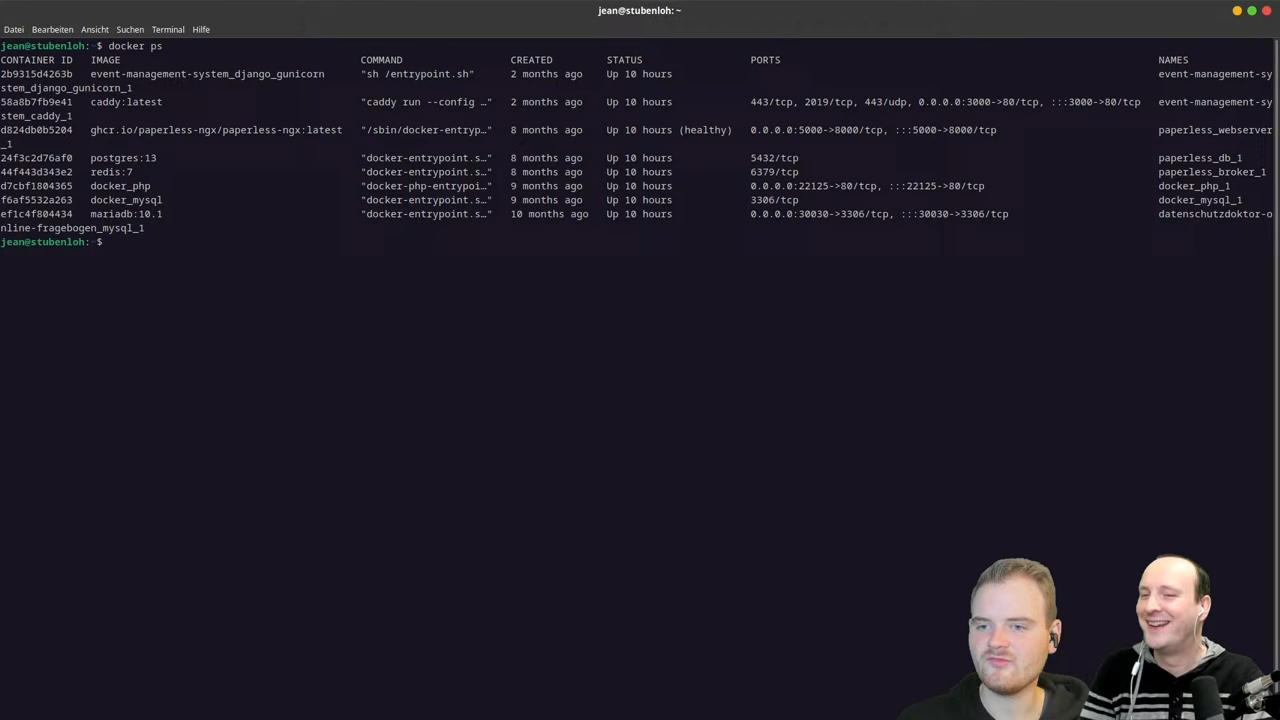 jean@stubenloh: ~
Datei Bearbeiten Ansicht Suchen Terminal Hilfe
jean@stubenloh:~$ docker ps
CONTAINER ID IMAGE COMMAND CREATED STATUS PORTS NAMES
2b9315d4263b event-management-system_django_gunicorn "sh /entrypoint.sh" 2 months ago Up 10 hours event-management-sy
stem_django_gunicorn_1
58a8b7fb9e41 caddy:latest "caddy run --config …" 2 months ago Up 10 hours 443/tcp, 2019/tcp, 443/udp, 0.0.0.0:3000->80/tcp, :::3000->80/tcp event-management-sy
stem_caddy_1
d824db0b5204 ghcr.io/paperless-ngx/paperless-ngx:latest "/sbin/docker-entryp…" 8 months ago Up 10 hours (healthy) 0.0.0.0:5000->8000/tcp, :::5000->8000/tcp paperless_webserver
_1
24f3c2d76af0 postgres:13 "docker-entrypoint.s…" 8 months ago Up 10 hours 5432/tcp paperless_db_1
44f443d343e2 redis:7 "docker-entrypoint.s…" 8 months ago Up 10 hours 6379/tcp paperless_broker_1
d7cbf1804365 docker_php "docker-php-entrypoi…" 9 months ago Up 10 hours 0.0.0.0:22125->80/tcp, :::22125->80/tcp docker_php_1
f6af5532a263 docker_mysql "docker-entrypoint.s…" 9 months ago Up 10 hours 3306/tcp docker_mysql_1
ef1c4f804434 mariadb:10.1 "docker-entrypoint.s…" 10 months ago Up 10 hours 0.0.0.0:30030->3306/tcp, :::30030->3306/tcp datenschutzdoktor-o
nline-fragebogen_mysql_1
jean@stubenloh:~$